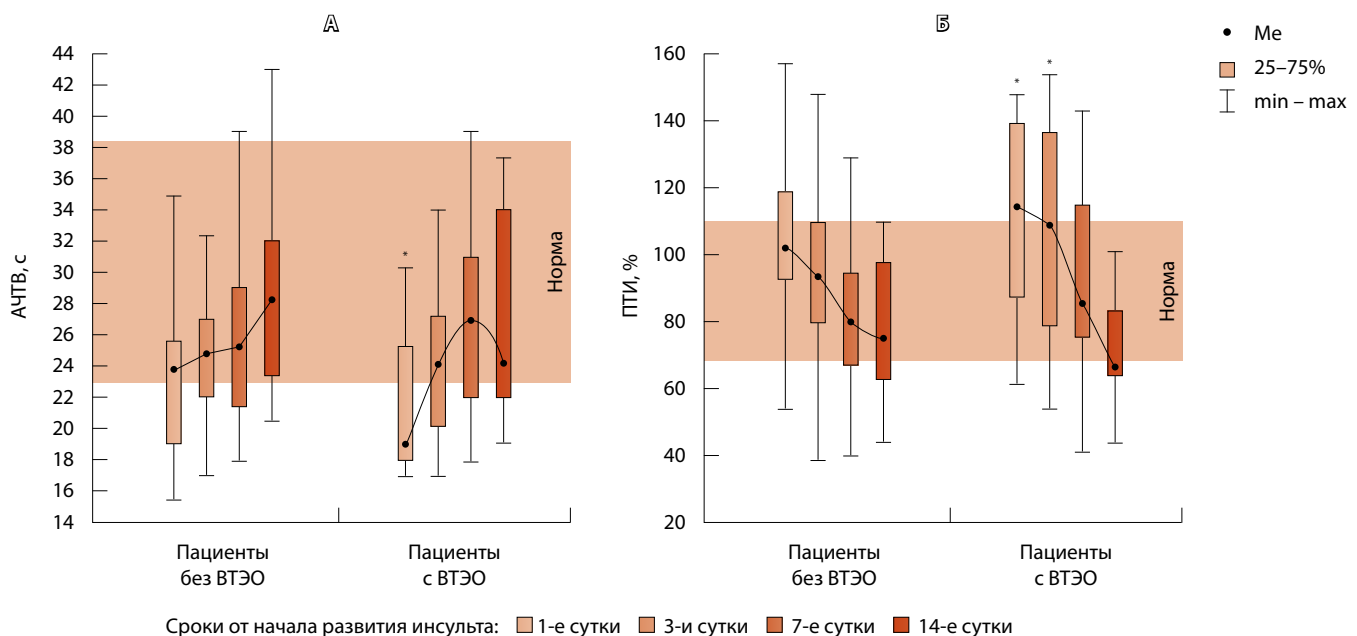 А
44
42
40
38
36
34
32
30
28
26
24
22
20
18
16
14
АЧТВ, с
*
Норма
Пациенты
без ВТЭО
Пациенты
с ВТЭО
Б
160
140
120
100
80
60
40
20
ПТИ, %
*
*
Норма
Пациенты
без ВТЭО
Пациенты
с ВТЭО
Me
25–75%
min – max
Сроки от начала развития инсульта: 1-е сутки 3-и сутки 7-е сутки 14-е сутки